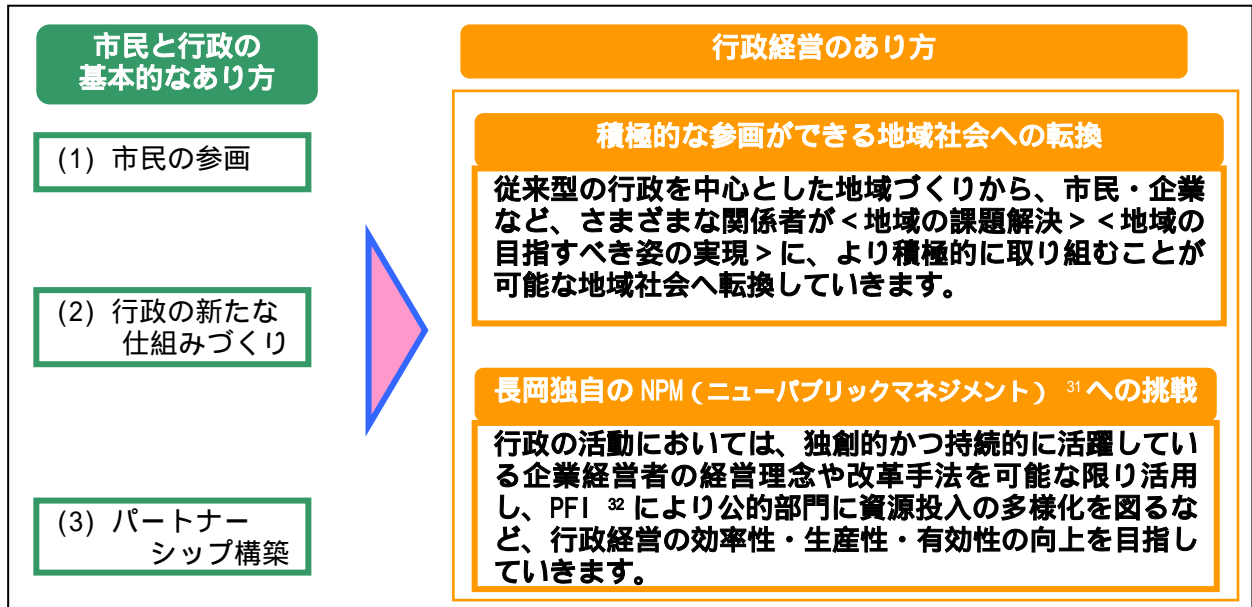 市民と行政の
基本的なあり方
(1) 市民の参画
(2) 行政の新たな
仕組みづくり
(3) パートナー
シップ構築
行政経営のあり方
積極的な参画ができる地域社会への転換
従来型の行政を中心とした地域づくりから、市民・企業
など、さまざまな関係者が＜地域の課題解決＞＜地域の
目指すべき姿の実現＞に、より積極的に取り組むことが
可能な地域社会へ転換していきます。
長岡独自の NPM（ニューパブリックマネジメント） 31 への挑戦
行政の活動においては、独創的かつ持続的に活躍してい
る企業経営者の経営理念や改革手法を可能な限り活用
し、PFI 32 により公的部門に資源投入の多様化を図るな
ど、行政経営の効率性・生産性・有効性の向上を目指し
ていきます。